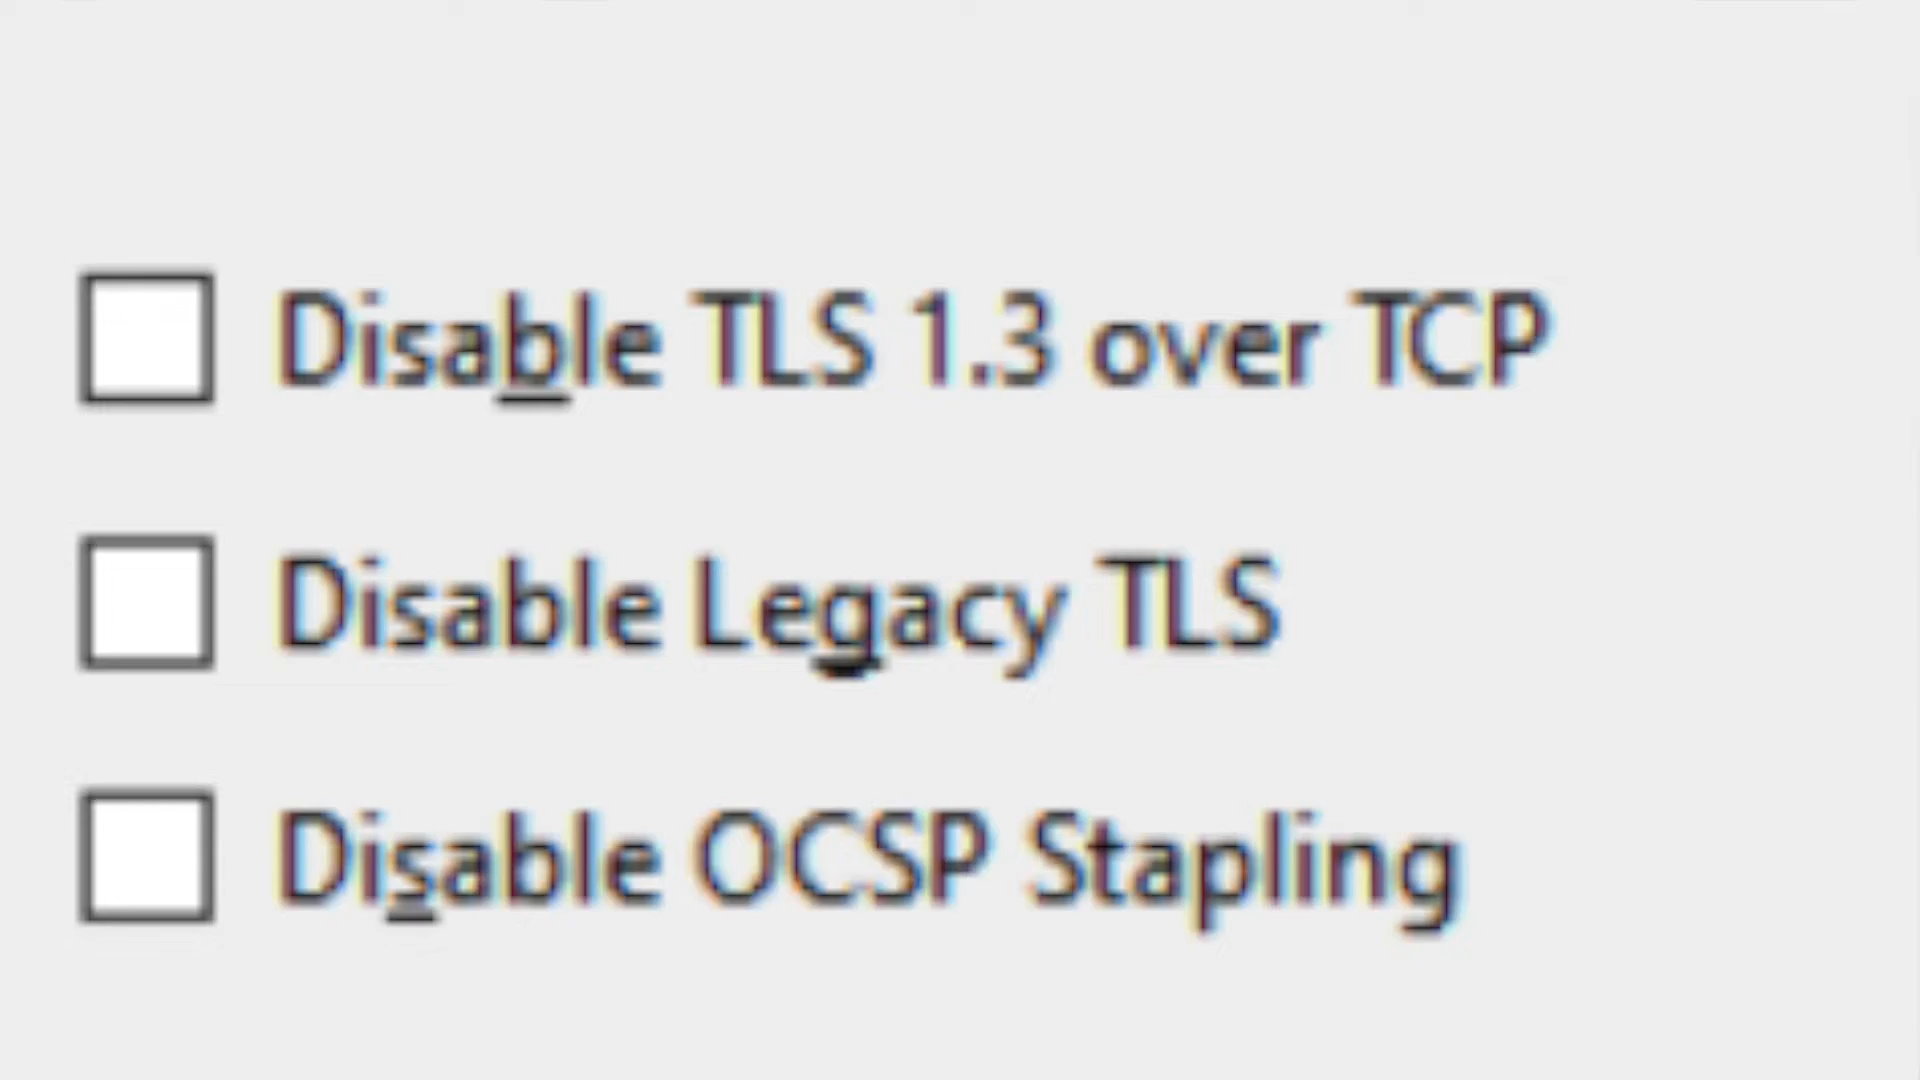 Disable TLS 1.3 over TCP
Disable Legacy TLS
Disable OCSP Stapling